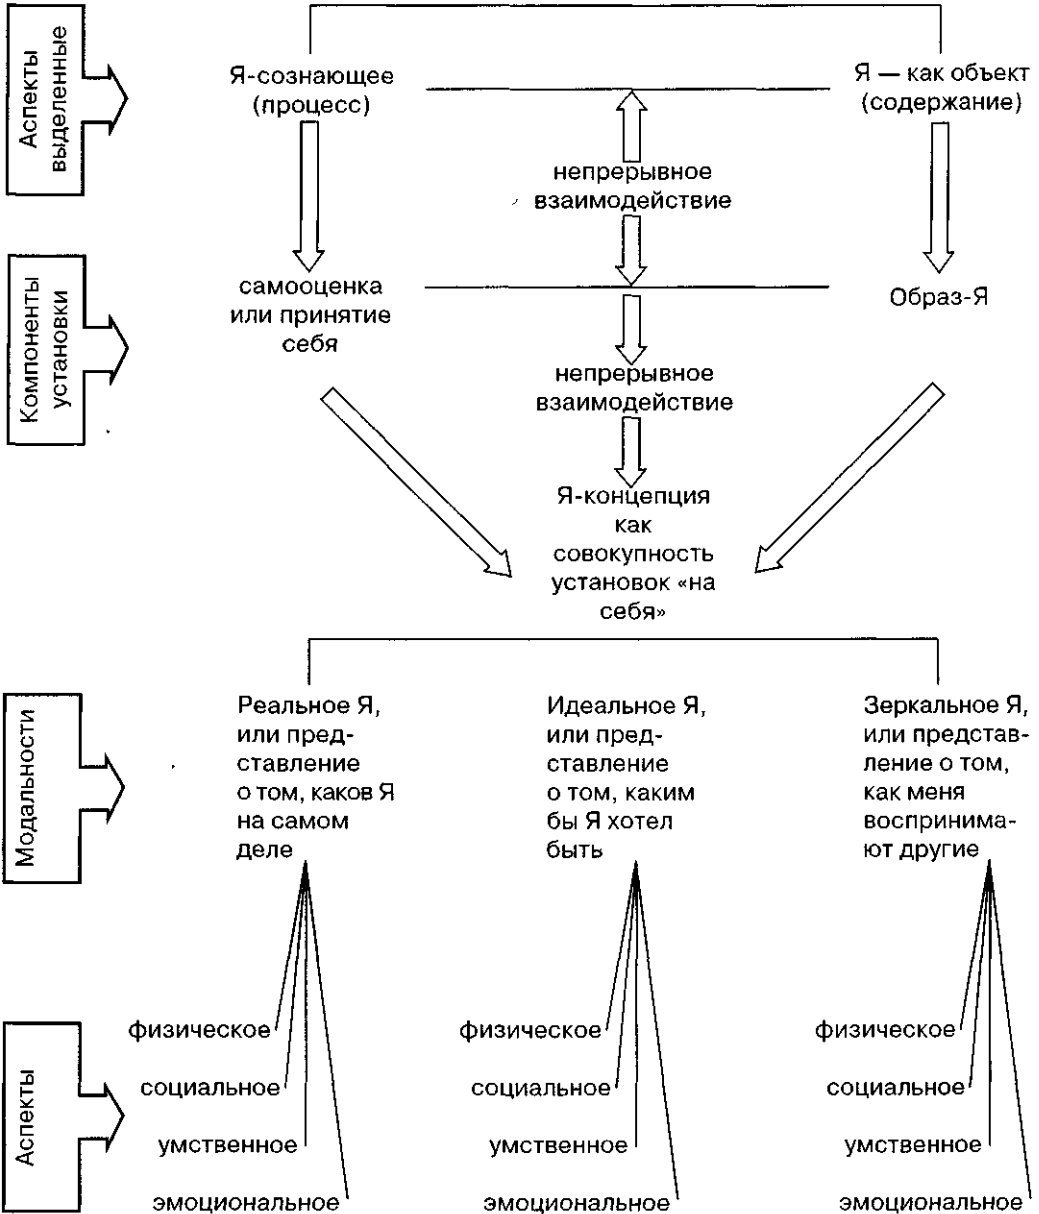 Аспекты
выделенные
Я-сознающее
(процесс)
Я — как объект
(содержание)
непрерывное
взаимодействие
Компоненты
установки
самооценка
или принятие
себя
Образ-Я
непрерывное
взаимодействие
Я-концепция
как
совокупность
установок «на
себя»
Модальности
Реальное Я,
или пред-
ставление
о том, каков Я
на самом
деле
Идеальное Я,
или пред-
ставление
о том, каким
бы Я хотел
быть
Зеркальное Я,
или представ-
ление о том,
как меня
воспринима-
ют другие
Аспекты
физическое
социальное
умственное
эмоциональное
физическое
социальное
умственное
эмоциональное
физическое
социальное
умственное
эмоциональное